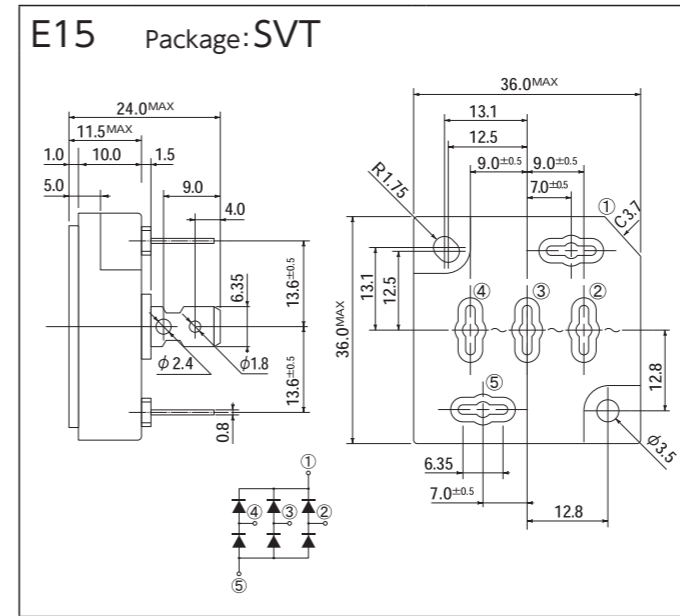 E15 Package:SVT
24.0MAX
11.5MAX
1.0 10.0 1.5
5.0 9.0
4.0
6.35
13.6±0.5
13.6±0.5
φ2.4 φ1.8
0.8
36.0MAX
13.1
12.5
9.0±0.5 9.0±0.5
7.0±0.5
R1.75
① C3.7
13.1
12.5
36.0MAX
④ ~ ③ ~ ② ~
12.8
⑤
6.35
7.0±0.5
12.8
φ3.5
①
④ ③ ②
⑤